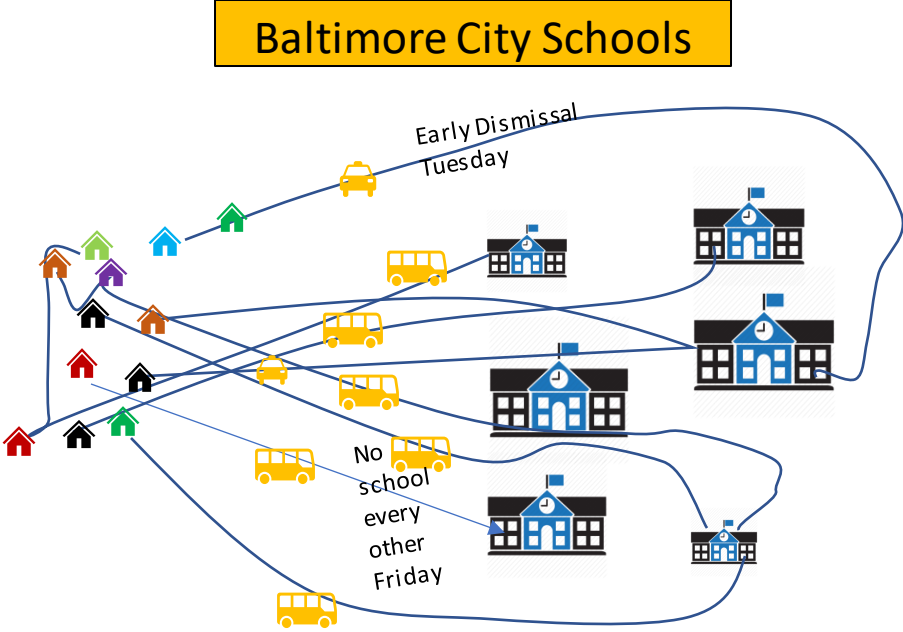 Baltimore City Schools
Early Dismissal
Tuesday
No
school
every
other
Friday